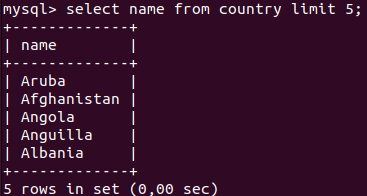 mysql> select name from country limit 5;
+-------------+
| name        |
+-------------+
| Aruba       |
| Afghanistan |
| Angola      |
| Anguilla    |
| Albania     |
+-------------+
5 rows in set (0,00 sec)